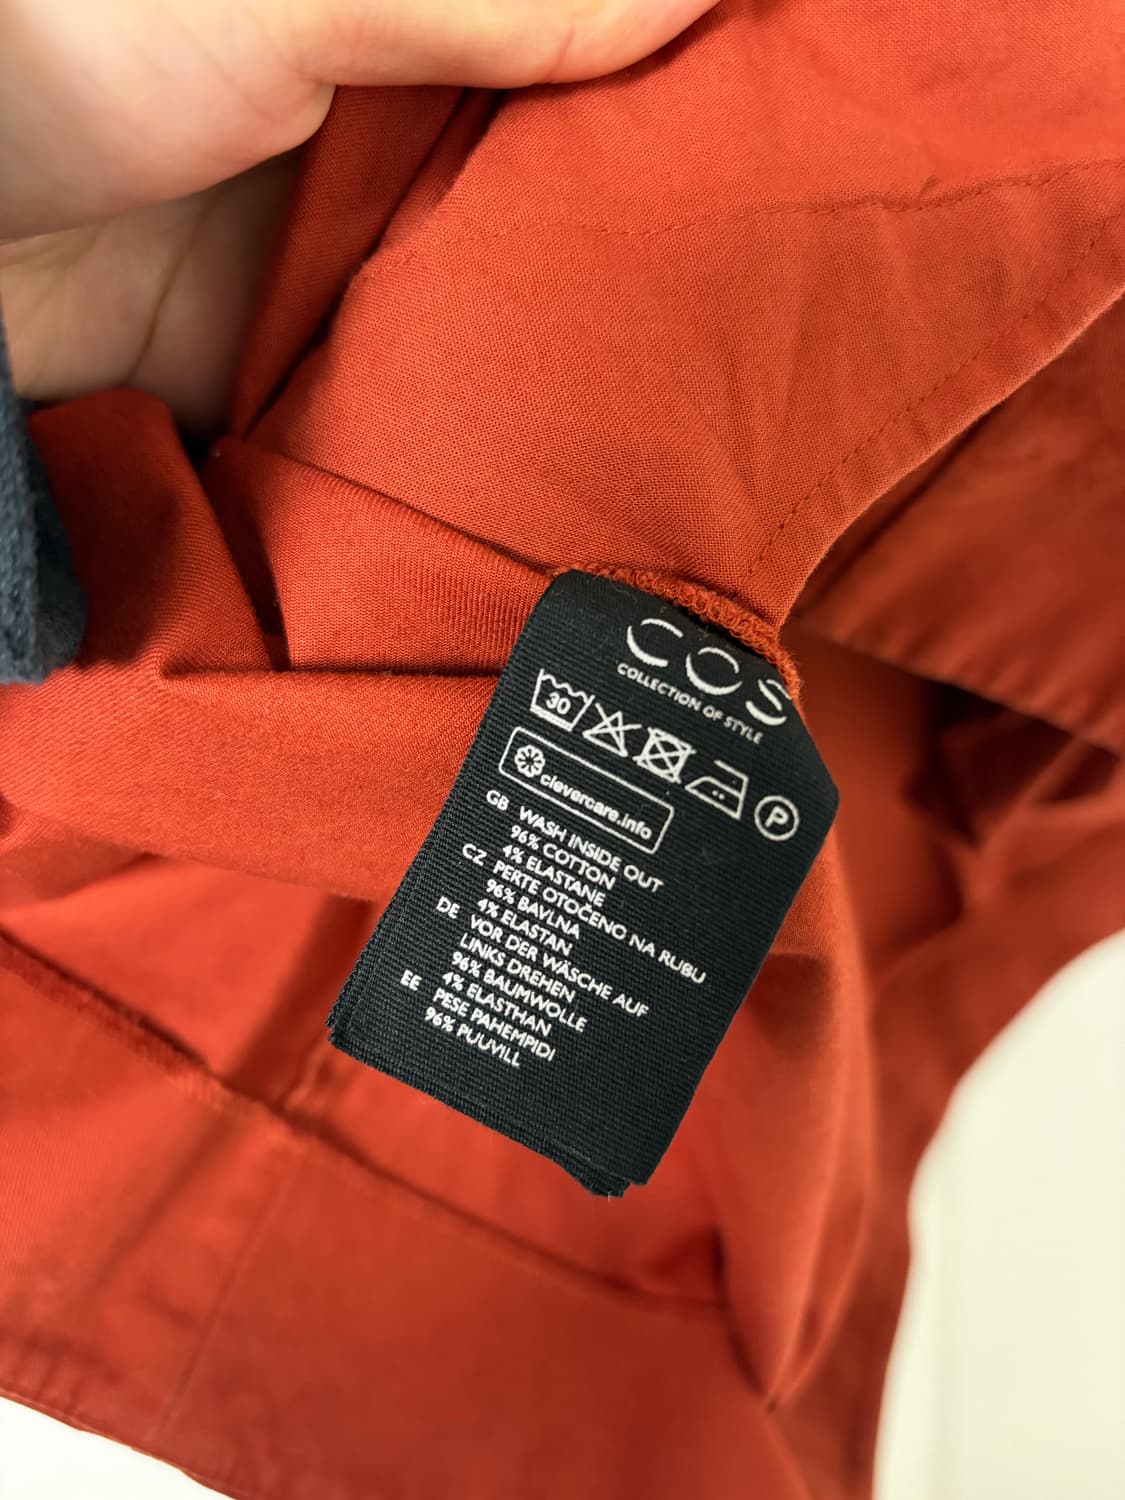 COS
COLLECTION OF STYLE
30
P
clevercare.info
GB WASH INSIDE OUT
96% COTTON
4% ELASTANE
CZ PERTE OTOČENO NA RUBU
96% BAVLNA
4% ELASTAN
DE VOR DER WÄSCHE AUF
LINKS DREHEN
96% BAUMWOLLE
4% ELASTHAN
EE PESE PAHEMPIDI
96% PUUVILL